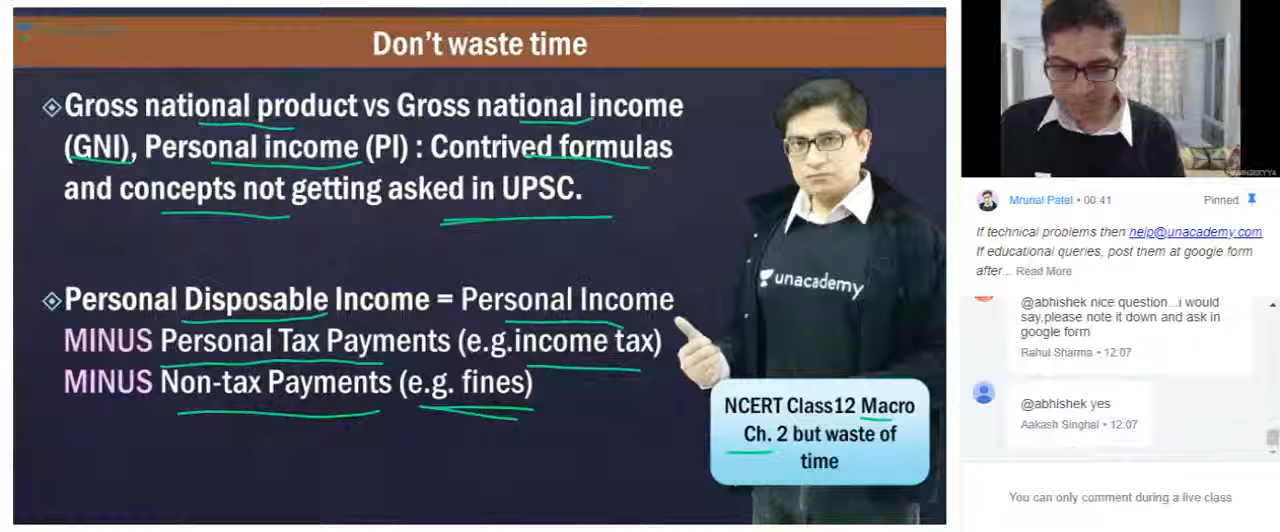 Don't waste time
Gross national product vs Gross national income
(GNI), Personal income (PI) : Contrived formulas
and concepts not getting asked in UPSC.
Personal Disposable Income = Personal Income
MINUS Personal Tax Payments (e.g.income tax)
MINUS Non-tax Payments (e.g. fines)
unacademy
NCERT Class12 Macro
Ch. 2 but waste of
time
Mrunal Patel • 00:41
Pinned
If technical problems then help@unacademy.com
If educational queries, post them at google form
after... Read More
@abhishek nice question...i would
say,please note it down and ask in
google form
Rahul Sharma • 12:07
@abhishek yes
Aakash Singhal • 12:07
You can only comment during a live class